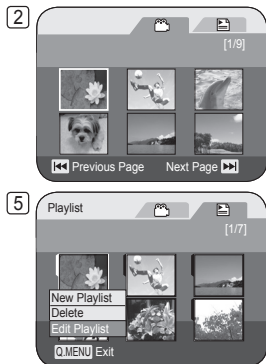 2
[1/9]
Previous Page Next Page
5
Playlist
[1/7]
New Playlist
Delete
Edit Playlist
Q.MENU Exit